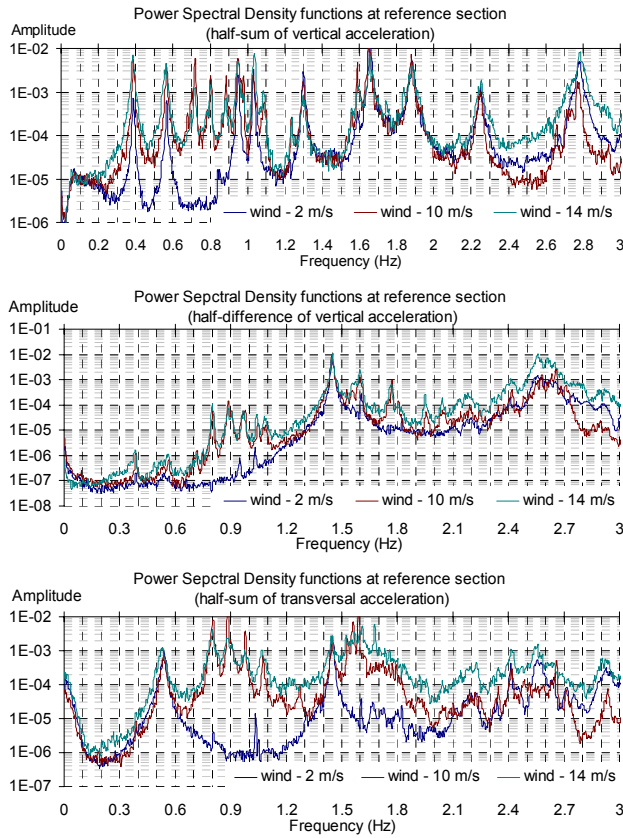 Power Spectral Density functions at reference section
(half-sum of vertical acceleration)
Amplitude
1E-02
1E-03
1E-04
1E-05
1E-06
wind - 2 m/s wind - 10 m/s wind - 14 m/s
0 0.2 0.4 0.6 0.8 1 1.2 1.4 1.6 1.8 2 2.2 2.4 2.6 2.8 3
Frequency (Hz)
Power Sepctral Density functions at reference section
(half-difference of vertical acceleration)
Amplitude
1E-01
1E-02
1E-03
1E-04
1E-05
1E-06
1E-07
1E-08
wind - 2 m/s wind - 10 m/s wind - 14 m/s
0 0.3 0.6 0.9 1.2 1.5 1.8 2.1 2.4 2.7 3
Frequency (Hz)
Power Sepctral Density functions at reference section
(half-sum of transversal acceleration)
Amplitude
1E-02
1E-03
1E-04
1E-05
1E-06
1E-07
wind - 2 m/s wind - 10 m/s wind - 14 m/s
0 0.3 0.6 0.9 1.2 1.5 1.8 2.1 2.4 2.7 3
Frequency (Hz)